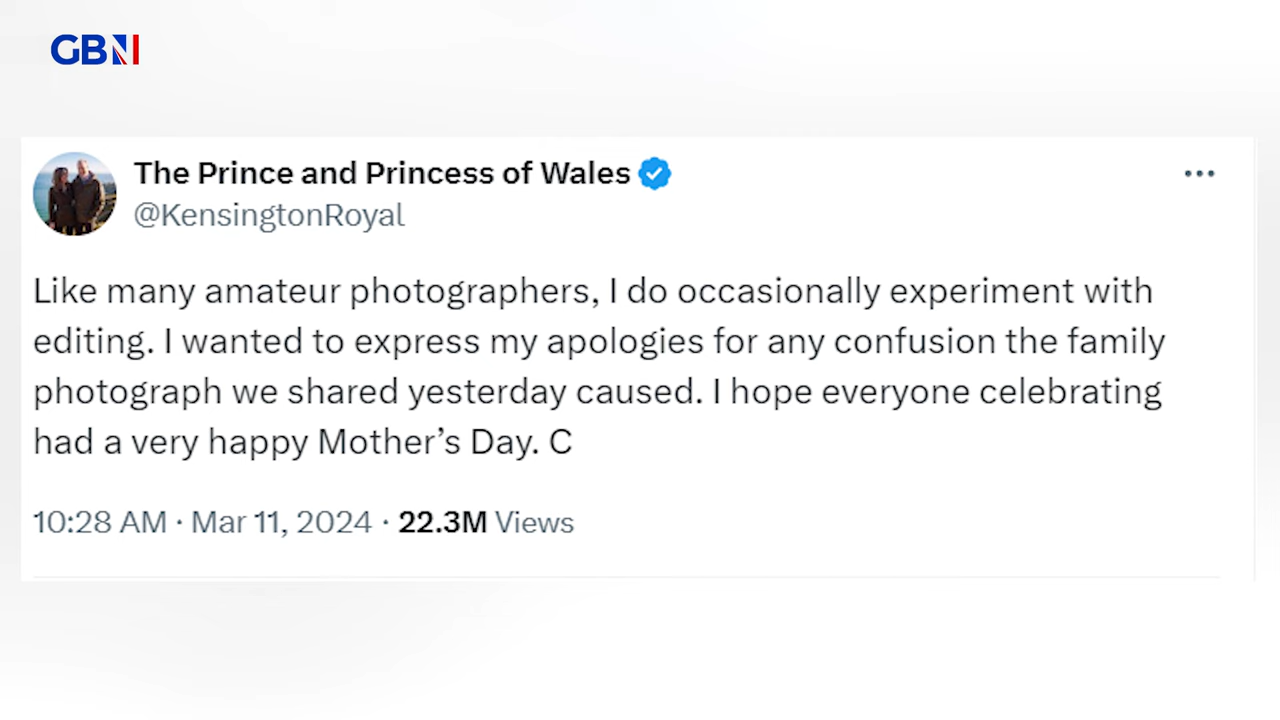 GBN
The Prince and Princess of Wales
@KensingtonRoyal
Like many amateur photographers, I do occasionally experiment with
editing. I wanted to express my apologies for any confusion the family
photograph we shared yesterday caused. I hope everyone celebrating
had a very happy Mother’s Day. C
10:28 AM · Mar 11, 2024 · 22.3M Views